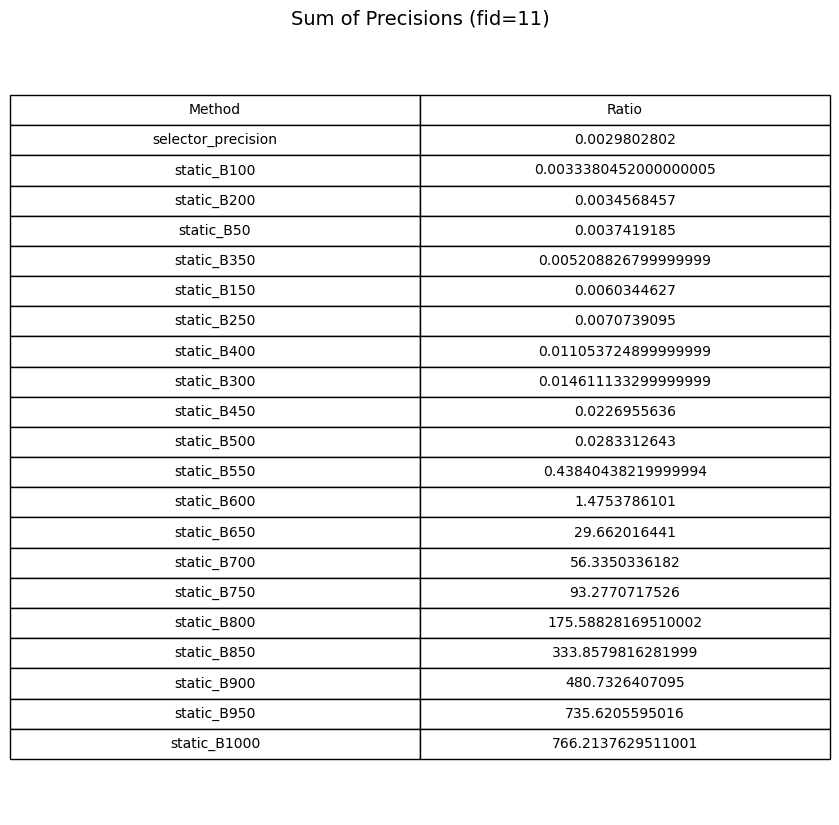 Sum of Precisions (fid=11)
Method Ratio
selector_precision 0.0029802802
static_B100 0.0033380452000000005
static_B200 0.0034568457
static_B50 0.0037419185
static_B350 0.005208826799999999
static_B150 0.0060344627
static_B250 0.0070739095
static_B400 0.011053724899999999
static_B300 0.014611133299999999
static_B450 0.0226955636
static_B500 0.0283312643
static_B550 0.43840438219999994
static_B600 1.4753786101
static_B650 29.662016441
static_B700 56.3350336182
static_B750 93.2770717526
static_B800 175.58828169510002
static_B850 333.8579816281999
static_B900 480.7326407095
static_B950 735.6205595016
static_B1000 766.2137629511001